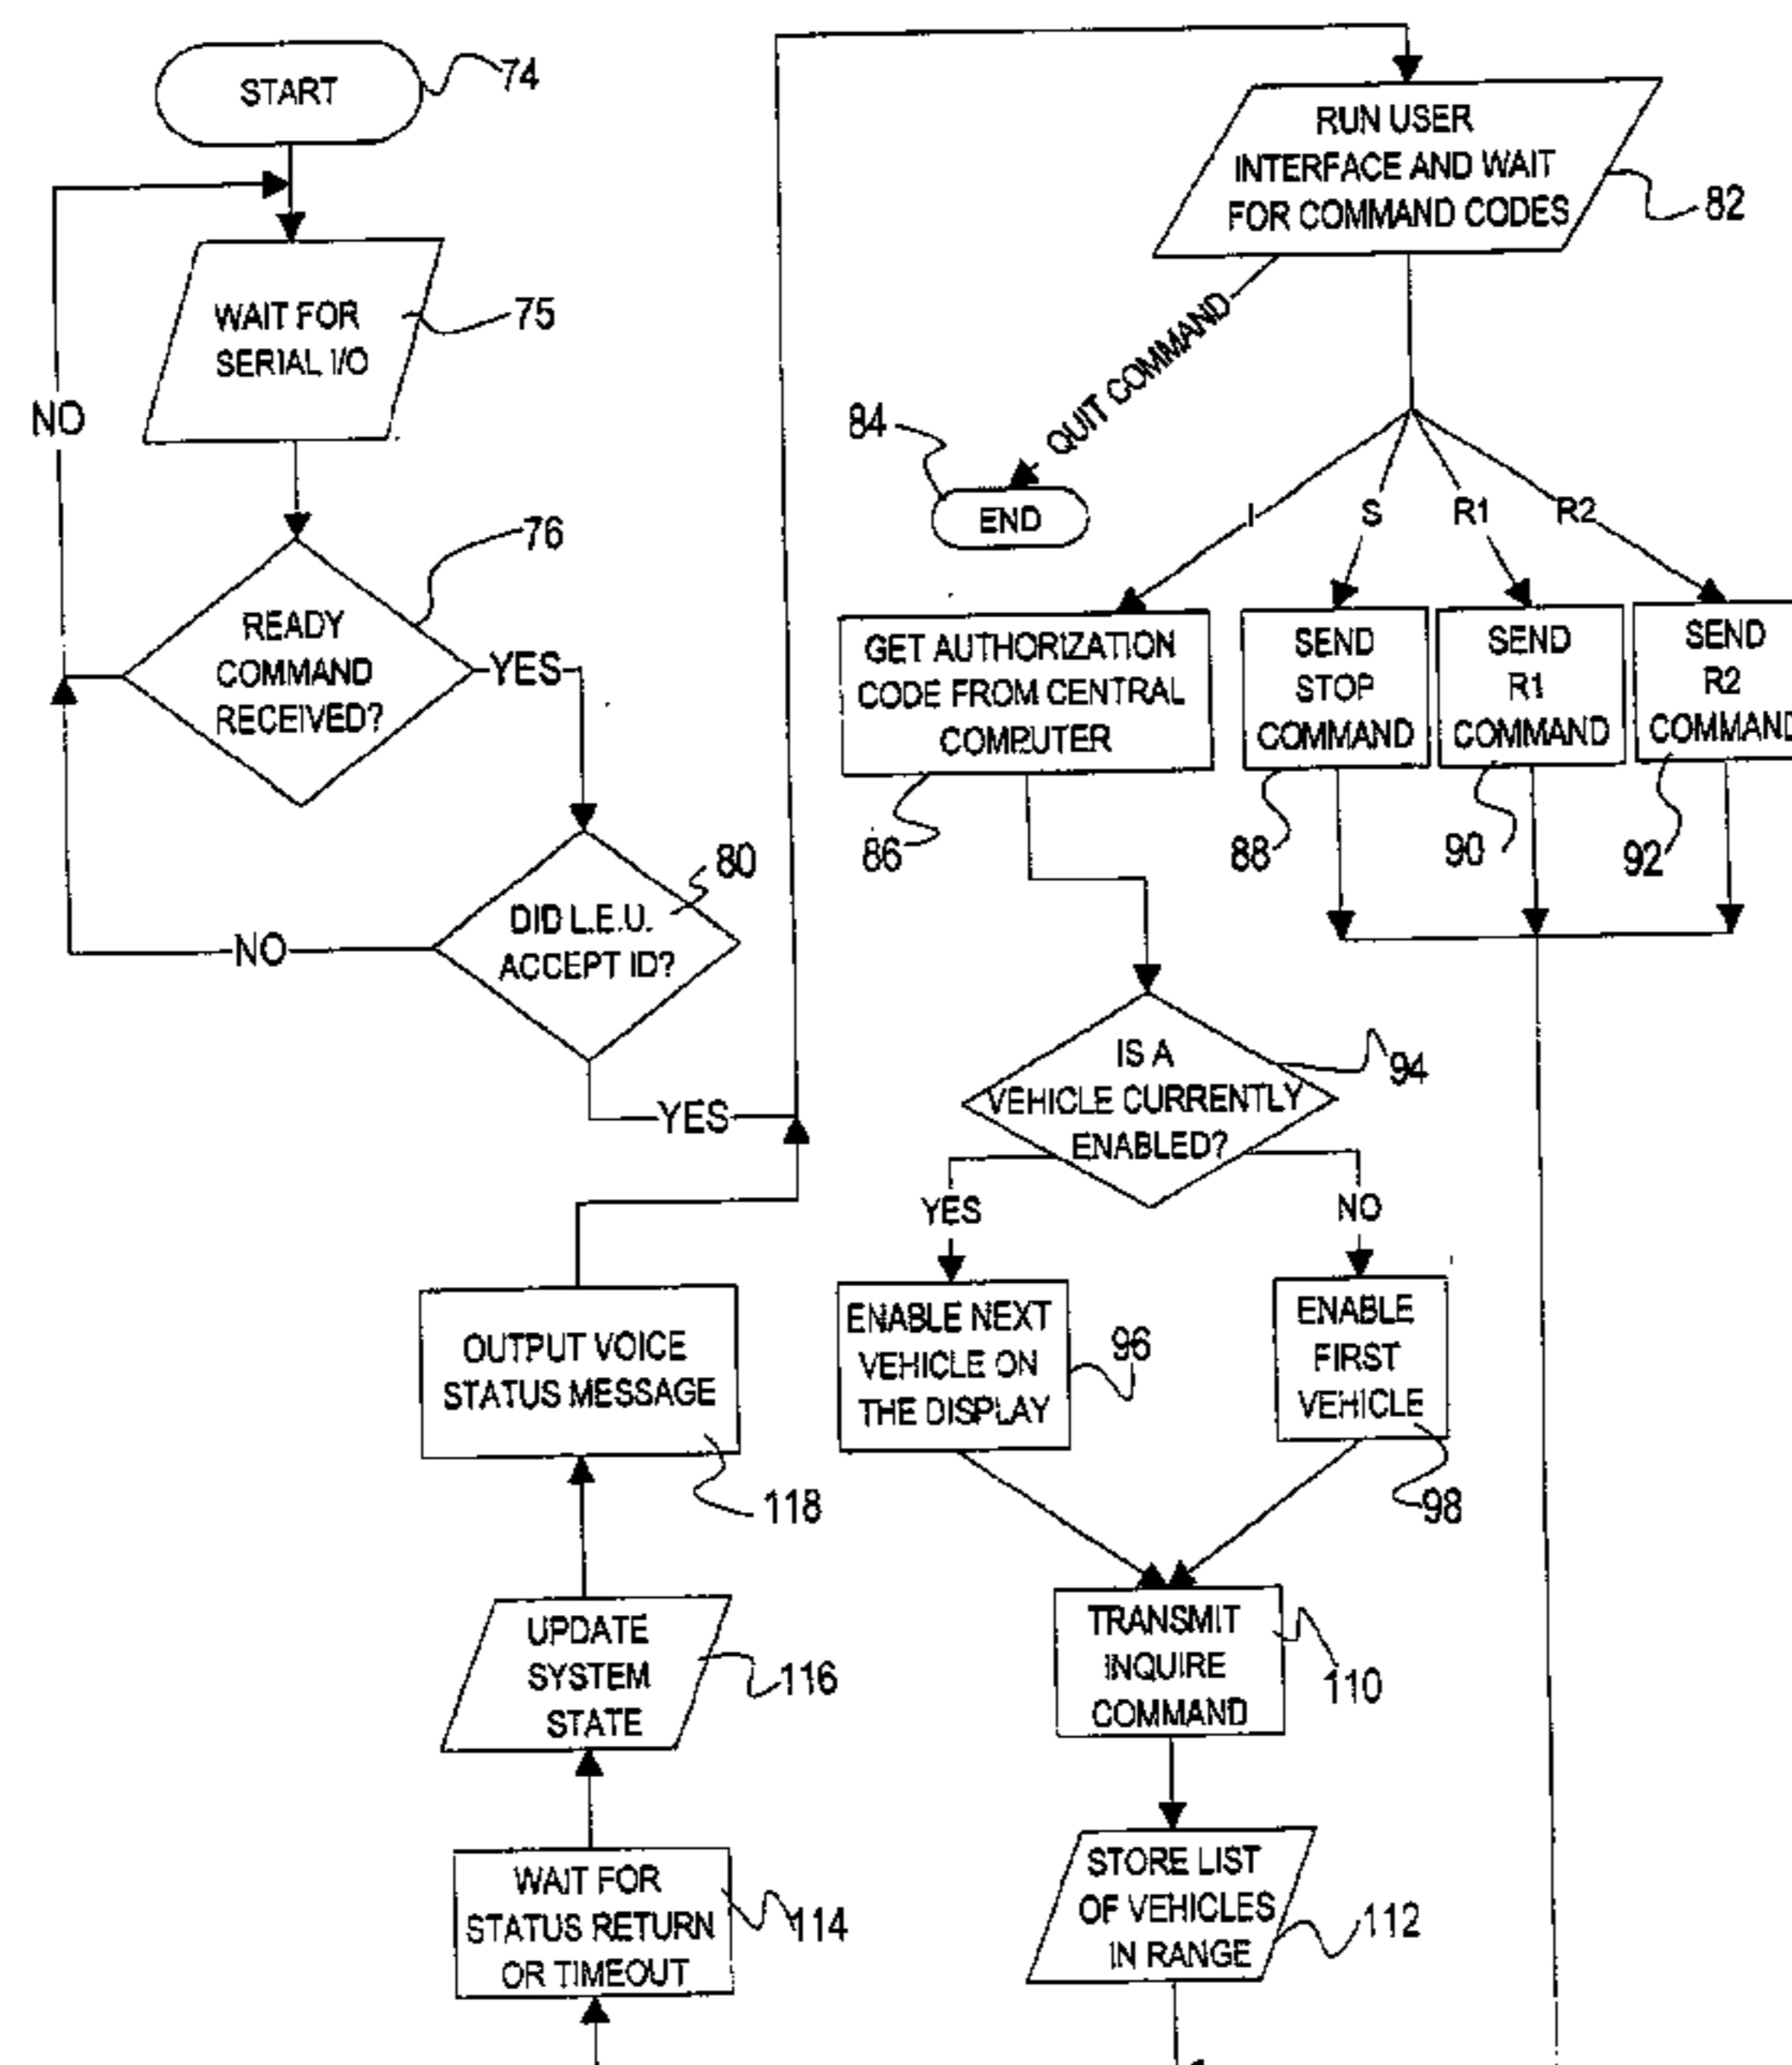 START
74
WAIT FOR
SERIAL I/O
75
NO
READY
COMMAND
RECEIVED?
76
YES
DID L.E.U.
ACCEPT ID?
80
NO
YES
RUN USER
INTERFACE AND WAIT
FOR COMMAND CODES
82
QUIT COMMAND
84
END
I
S
R1
R2
GET AUTHORIZATION
CODE FROM CENTRAL
COMPUTER
86
SEND
STOP
COMMAND
88
SEND
R1
COMMAND
90
SEND
R2
COMMAND
92
IS A
VEHICLE CURRENTLY
ENABLED?
94
YES
NO
ENABLE NEXT
VEHICLE ON
THE DISPLAY
96
ENABLE
FIRST
VEHICLE
98
TRANSMIT
INQUIRE
COMMAND
110
STORE LIST
OF VEHICLES
IN RANGE
112
OUTPUT VOICE
STATUS MESSAGE
118
UPDATE
SYSTEM
STATE
116
WAIT FOR
STATUS RETURN
OR TIMEOUT
114